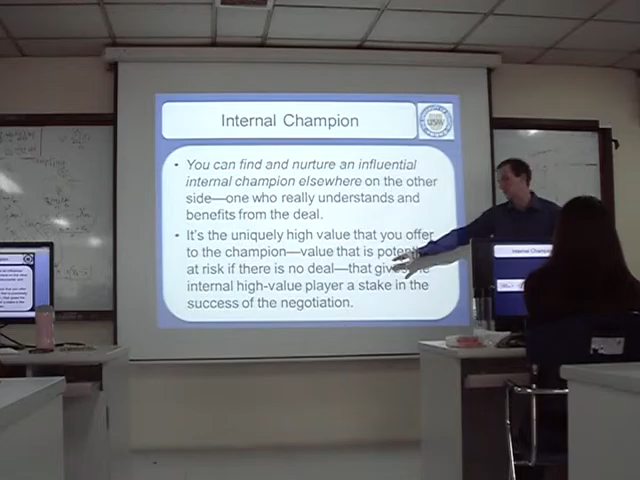 Internal Champion
• You can find and nurture an influential
internal champion elsewhere on the other
side—one who really understands and
benefits from the deal.
• It's the uniquely high value that you offer
to the champion—value that is
at risk if there is no deal—that
internal high-value player a stake in the
success of the negotiation.